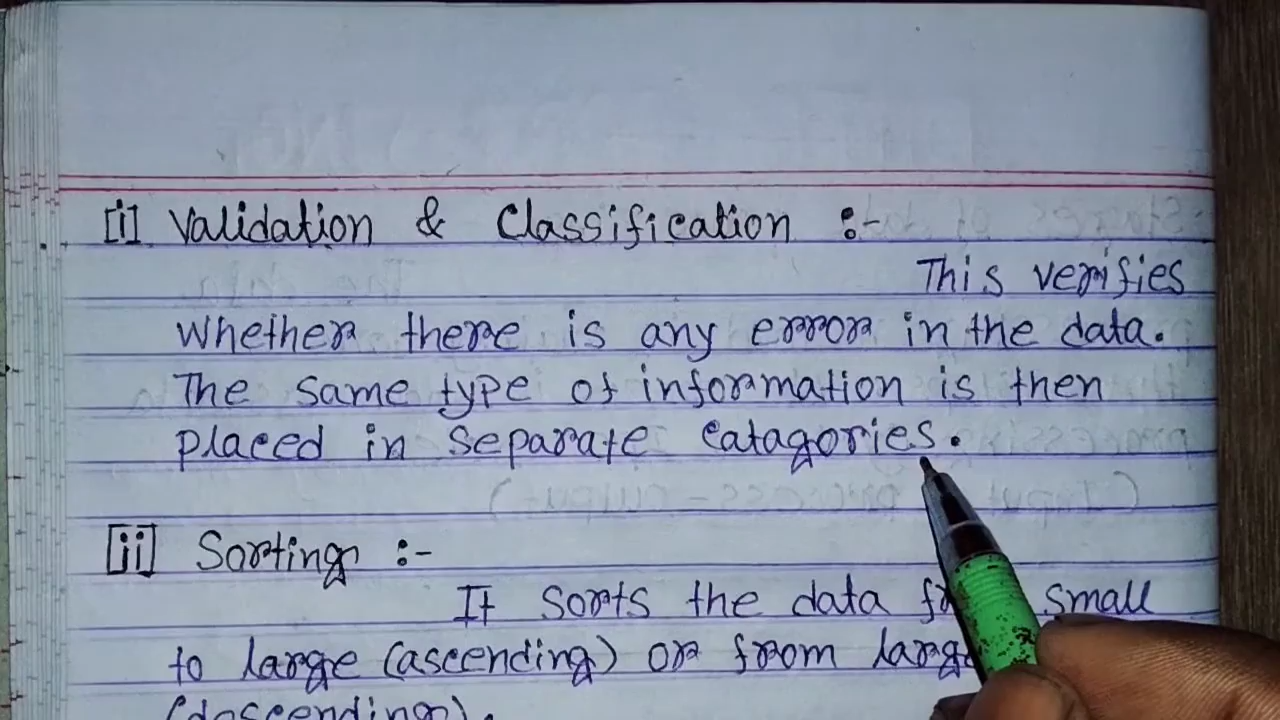 [i] Validation & Classification :-
This verifies
whether there is any error in the data.
The same type of information is then
placed in separate catagories.
[ii] Sorting :-
It sorts the data small
to large (ascending) or from
(descending).